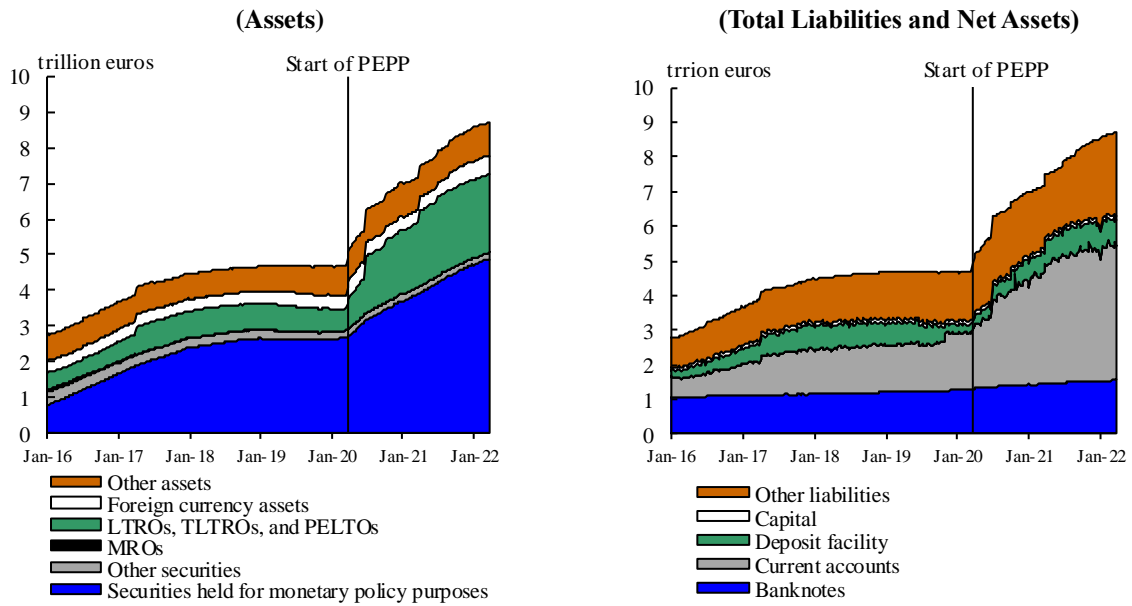 (Assets)
trillion euros
Start of PEPP
10
9
8
7
6
5
4
3
2
1
0
Jan-16 Jan-17 Jan-18 Jan-19 Jan-20 Jan-21 Jan-22
Other assets
Foreign currency assets
LTROs, TLTROs, and PELTOs
MROs
Other securities
Securities held for monetary policy purposes
(Total Liabilities and Net Assets)
trrion euros
Start of PEPP
10
9
8
7
6
5
4
3
2
1
0
Jan-16 Jan-17 Jan-18 Jan-19 Jan-20 Jan-21 Jan-22
Other liabilities
Capital
Deposit facility
Current accounts
Banknotes